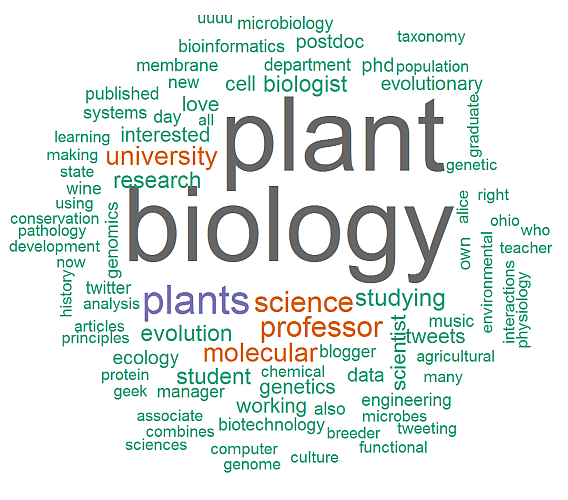 uuuu
microbiology
taxonomy
bioinformatics
postdoc
membrane
department
phd
population
new
cell
biologist
evolutionary
published
love
systems
day
all
plant
graduate
learning
interested
making
university
genetic
state
research
wine
biology
alice
right
using
conservation
genomics
ohio
pathology
who
development
own
environmental
teacher
now
history
twitter
plants
science
studying
interactions
physiology
analysis
articles
principles
evolution
professor
scientist
music
tweets
molecular
blogger
agricultural
ecology
protein
student
chemical
data
many
geek
manager
genetics
working
also
engineering
associate
microbes
combines
biotechnology
breeder
tweeting
sciences
computer
functional
genome
culture